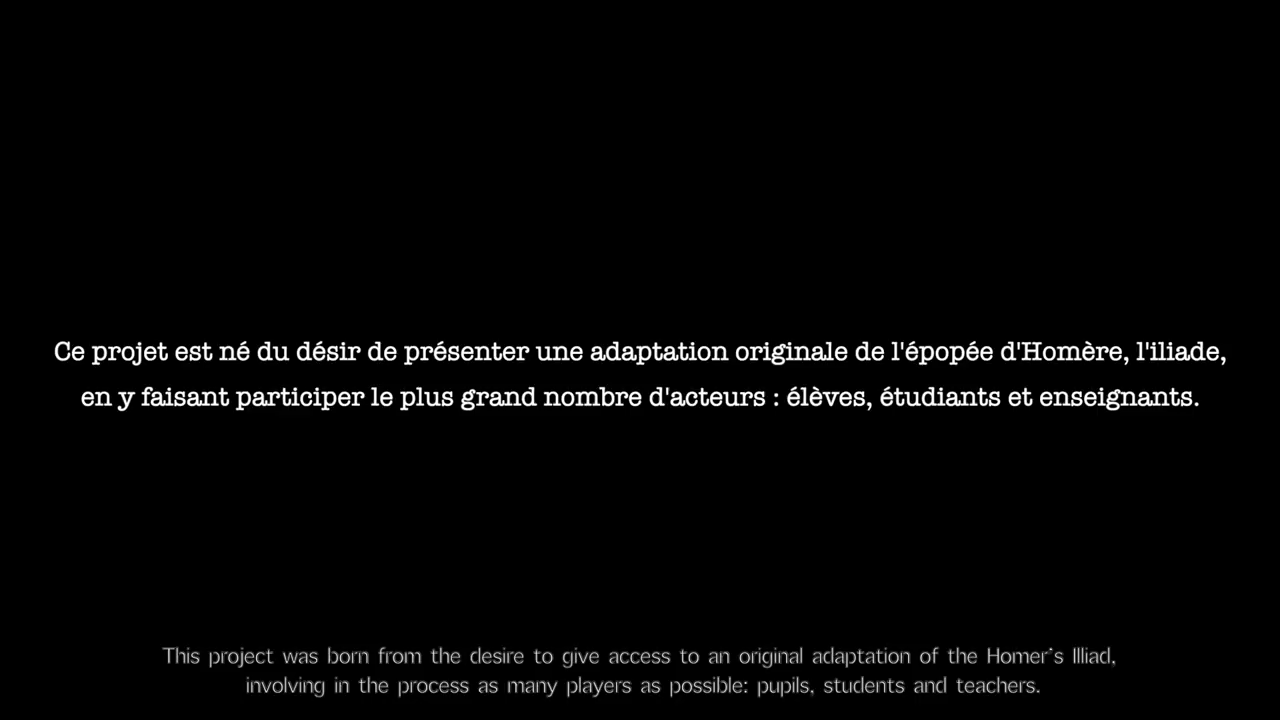 Ce projet est né du désir de présenter une adaptation originale de l'épopée d'Homère, l'iliade,
en y faisant participer le plus grand nombre d'acteurs : élèves, étudiants et enseignants.
This project was born from the desire to give access to an original adaptation of the Homer's Illiad,
involving in the process as many players as possible: pupils, students and teachers.